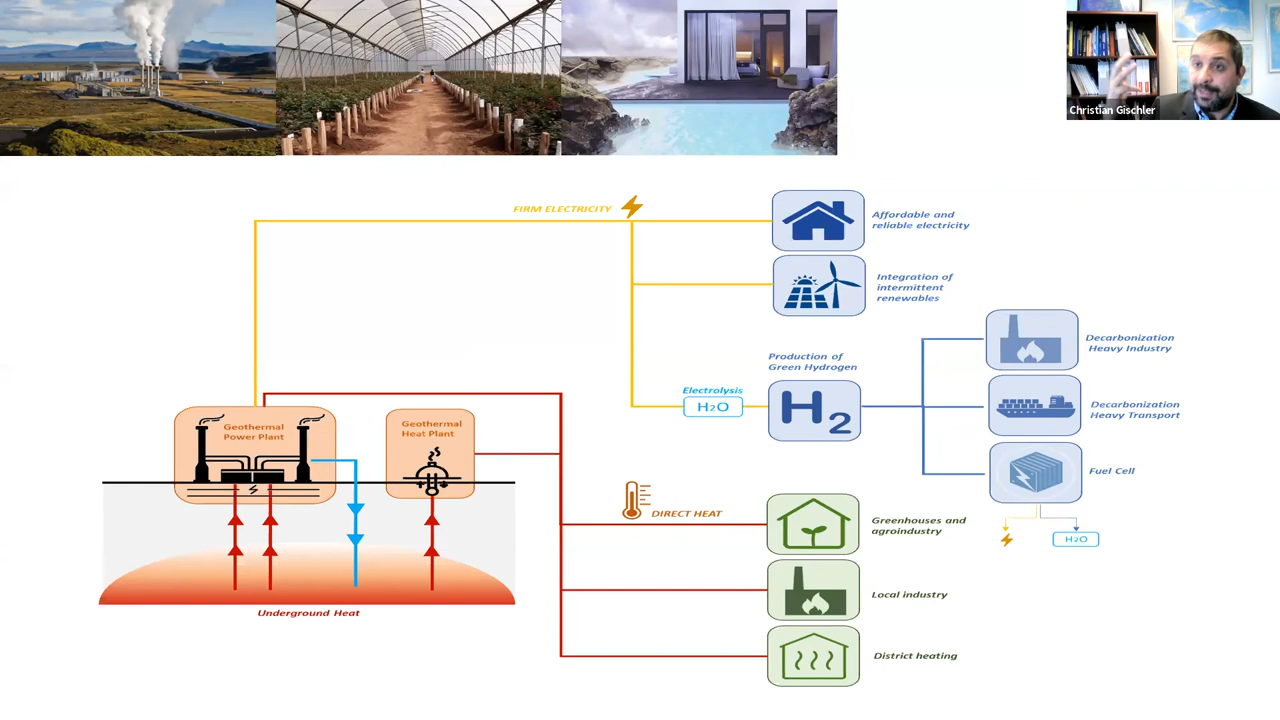 Christian Gischler
FIRM ELECTRICITY
Affordable and
reliable electricity
Integration of
intermittent
renewables
Production of
Green Hydrogen
Electrolysis
H2O
H2
Decarbonization
Heavy Industry
Decarbonization
Heavy Transport
Fuel Cell
H2O
Geothermal
Power Plant
Geothermal
Heat Plant
DIRECT HEAT
Greenhouses and
agroindustry
Local industry
District heating
Underground Heat